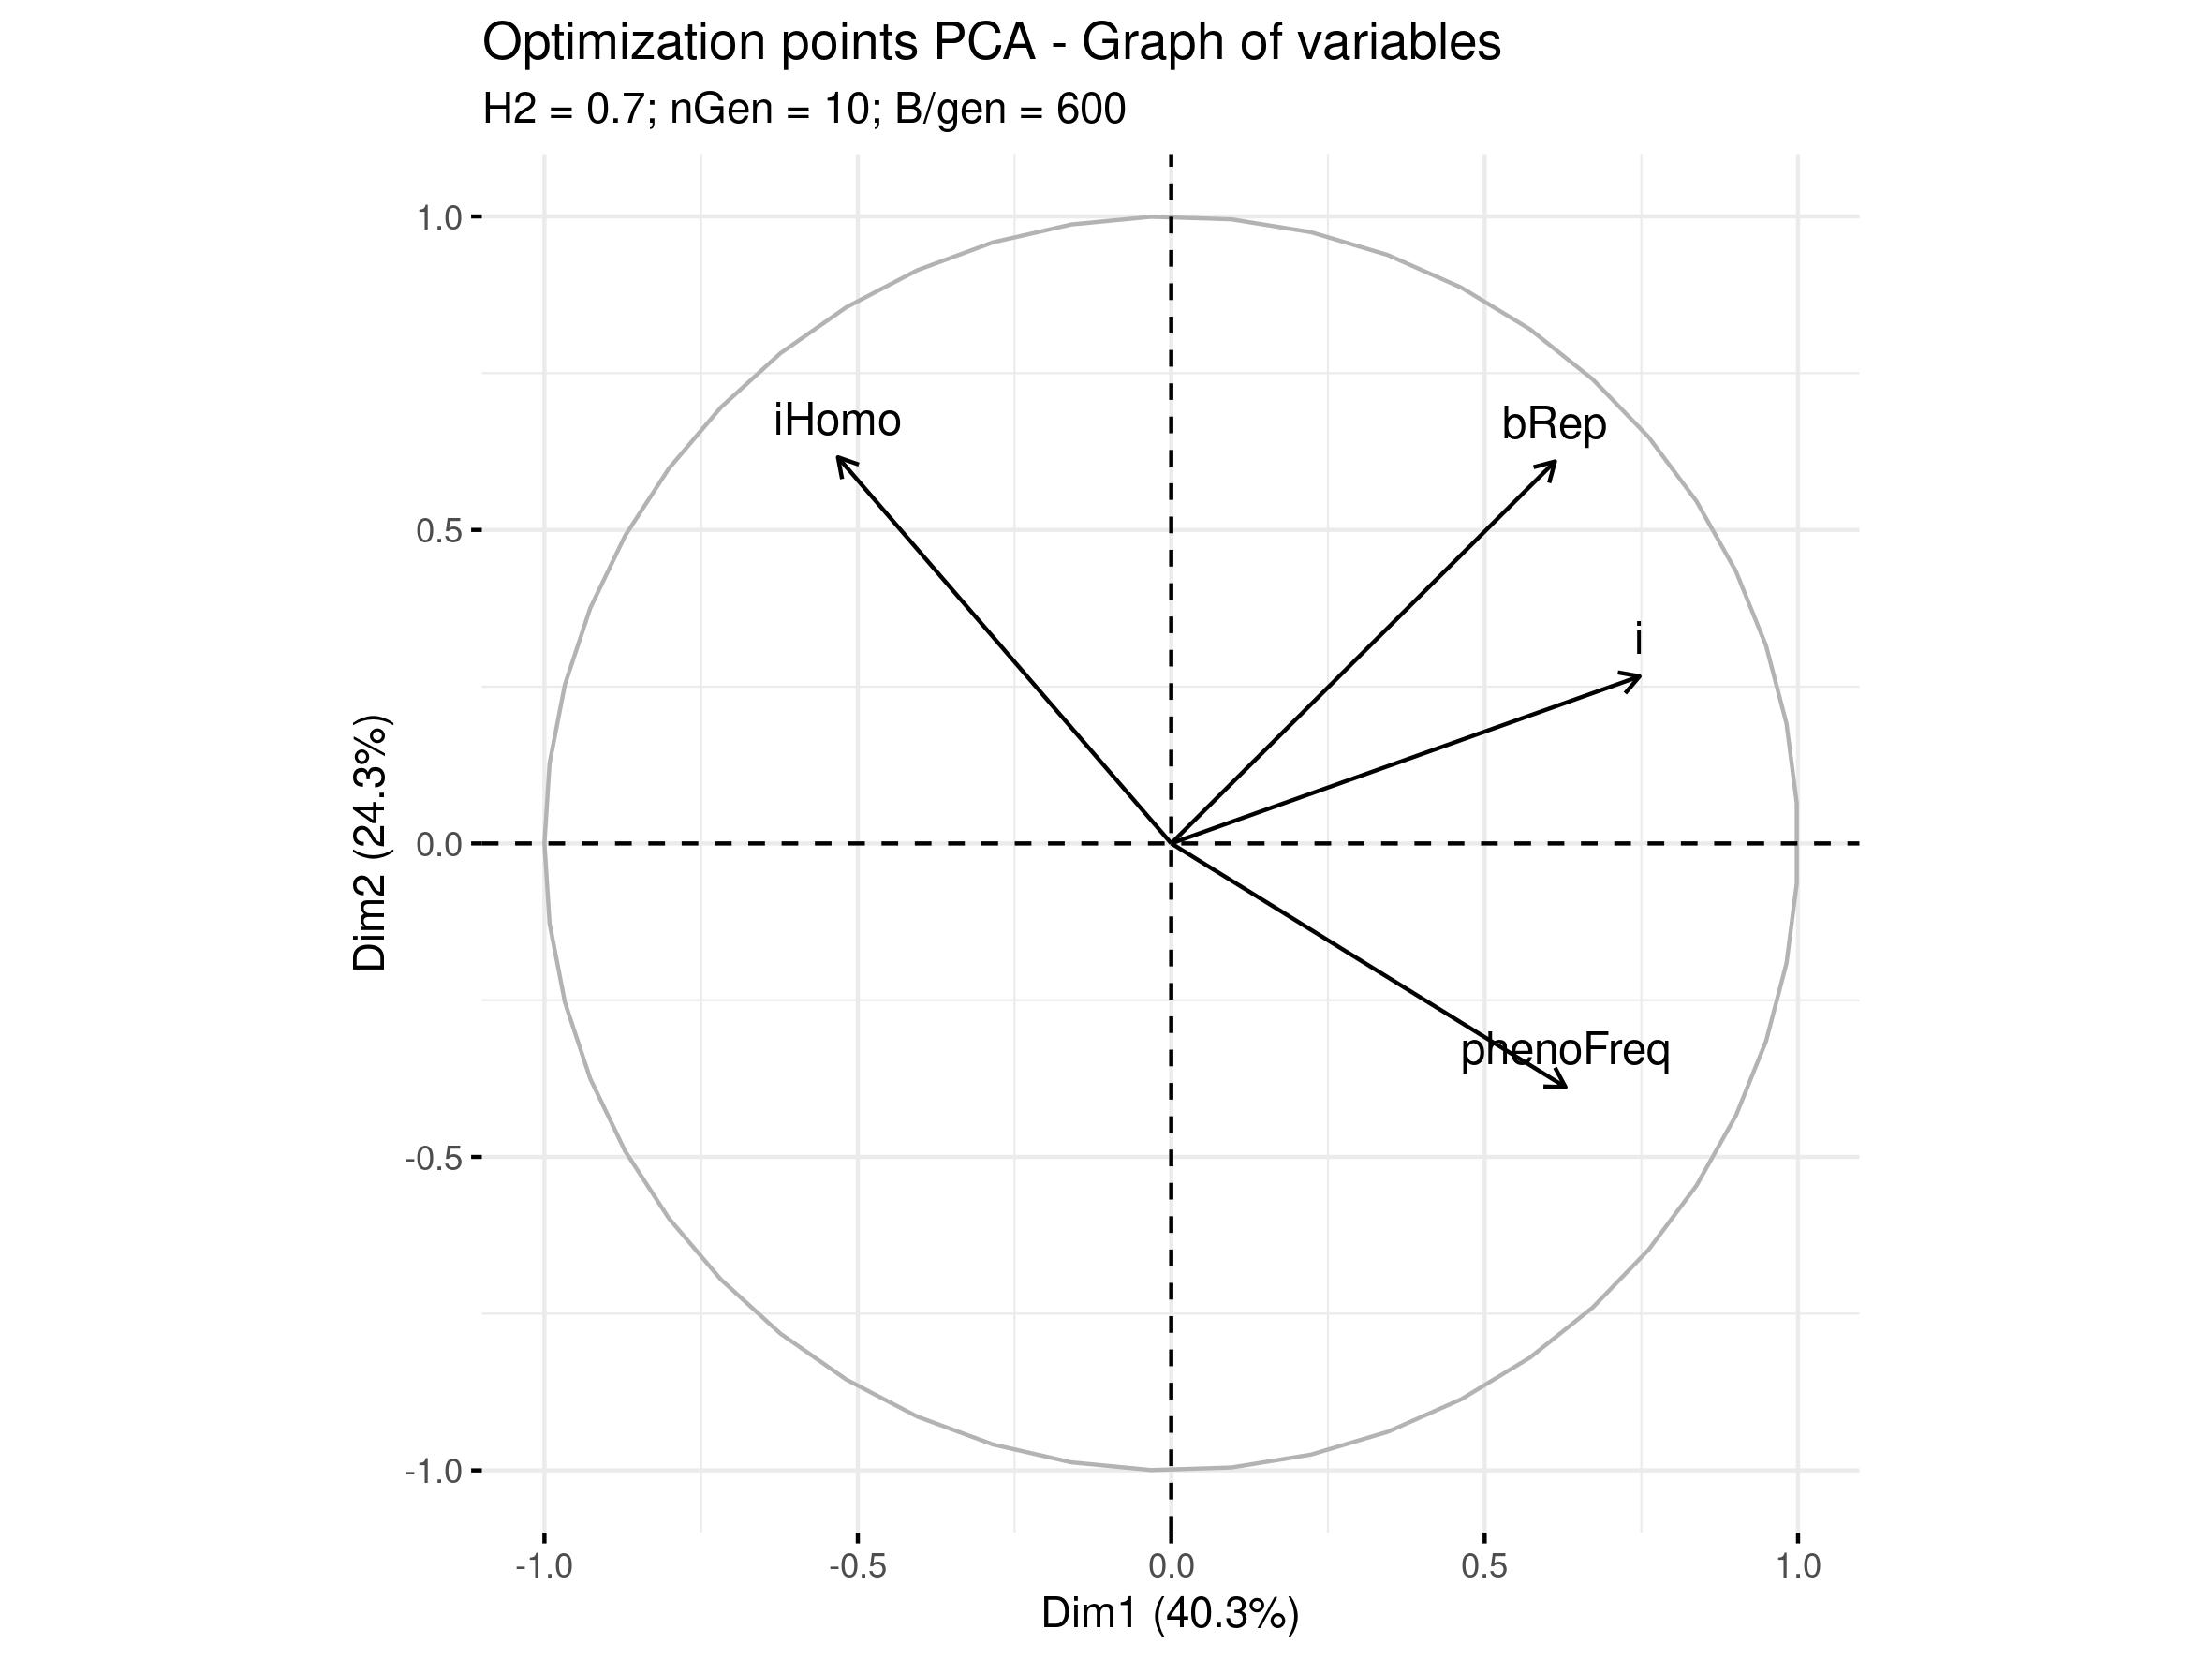 Optimization points PCA - Graph of variables
H2 = 0.7; nGen = 10; B/gen = 600
1.0
0.5
0.0
-0.5
-1.0
Dim2 (24.3%)
iHomo
bRep
i
phenoFreq
-1.0
-0.5
0.0
0.5
1.0
Dim1 (40.3%)